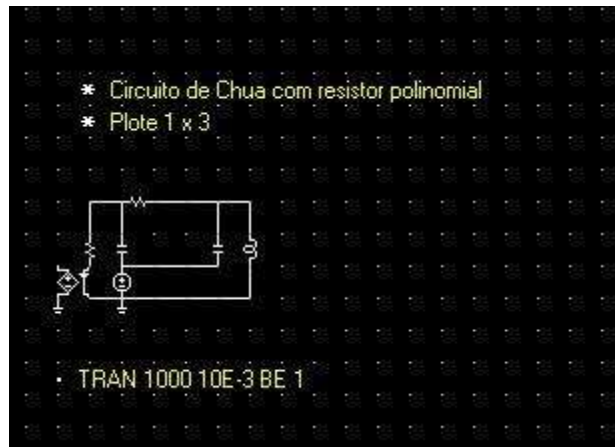 * Circuito de Chua com resistor polinomial
* Plote 1 x 3
· TRAN 1000 10E-3 BE 1